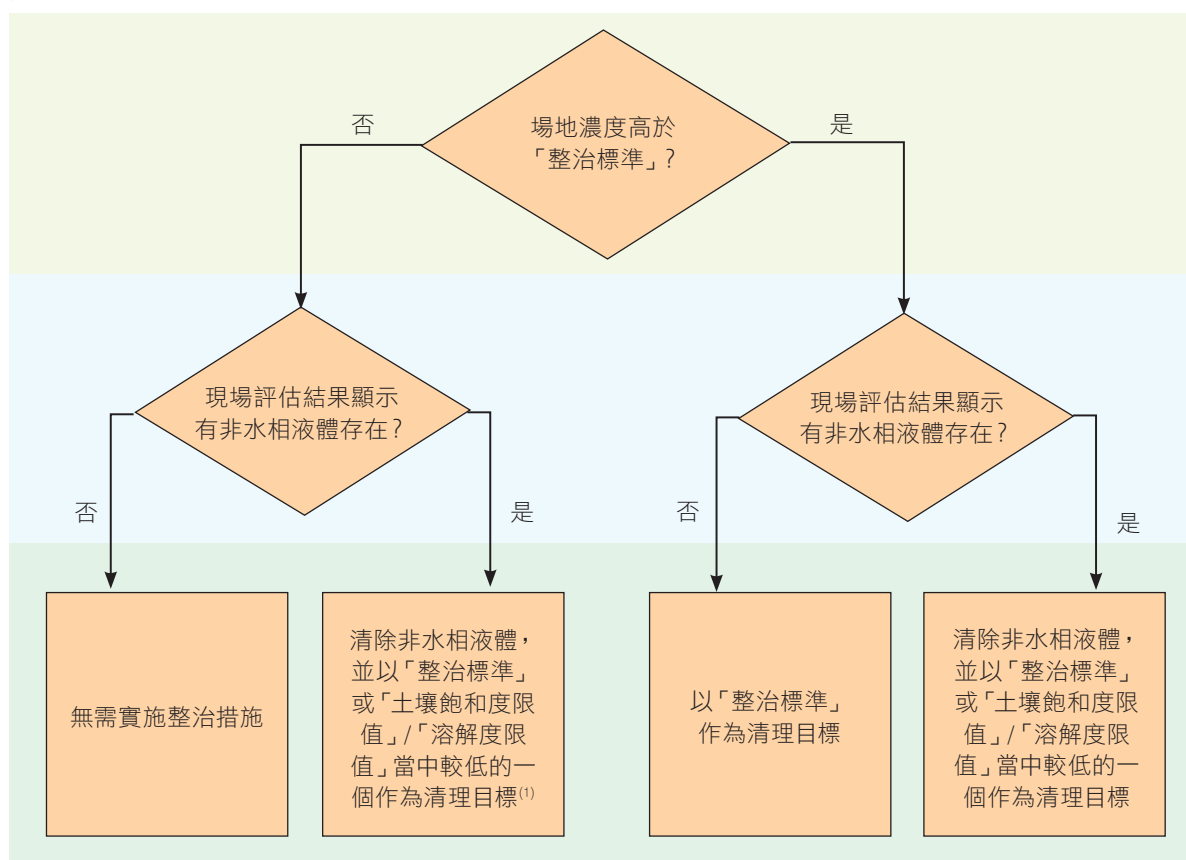 場地濃度高於
「整治標準」?
否
是
現場評估結果顯示
有非水相液體存在?
現場評估結果顯示
有非水相液體存在?
否
是
否
是
無需實施整治措施
清除非水相液體，
並以「整治標準」
或「土壤飽和度限
值」/「溶解度限
值」當中較低的一
個作為清理目標(1)
以「整治標準」
作為清理目標
清除非水相液體，
並以「整治標準」
或「土壤飽和度限
值」/「溶解度限
值」當中較低的一
個作為清理目標